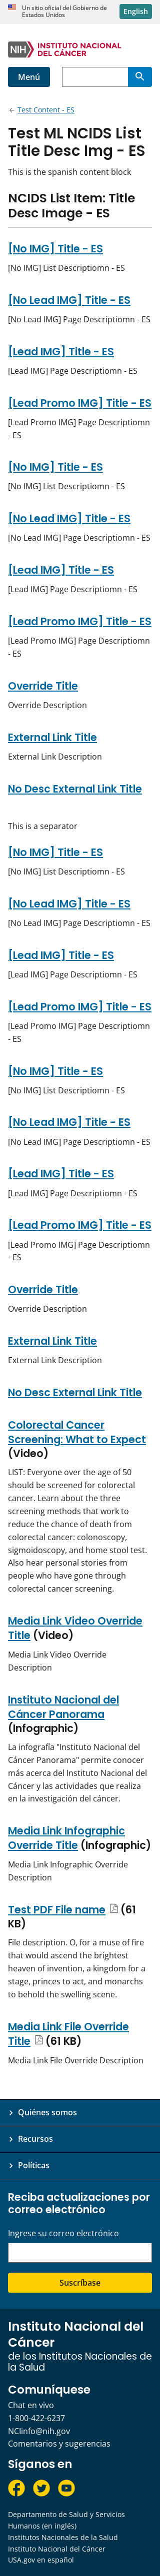 Un sitio oficial del Gobierno de
Estados Unidos
English
NIH
INSTITUTO NACIONAL
DEL CÁNCER
Menú
Test Content - ES
Test ML NCIDS List
Title Desc Img - ES
This is the spanish content block
NCIDS List Item: Title
Desc Image - ES
[No IMG] Title - ES
[No IMG] List Descriptiomn - ES
[No Lead IMG] Title - ES
[No Lead IMG] Page Descriptiomn - ES
[Lead IMG] Title - ES
[Lead IMG] Page Descriptiomn - ES
[Lead Promo IMG] Title - ES
[Lead Promo IMG] Page Descriptiomn
- ES
[No IMG] Title - ES
[No IMG] List Descriptiomn - ES
[No Lead IMG] Title - ES
[No Lead IMG] Page Descriptiomn - ES
[Lead IMG] Title - ES
[Lead IMG] Page Descriptiomn - ES
[Lead Promo IMG] Title - ES
[Lead Promo IMG] Page Descriptiomn
- ES
Override Title
Override Description
External Link Title
External Link Description
No Desc External Link Title
This is a separator
[No IMG] Title - ES
[No IMG] List Descriptiomn - ES
[No Lead IMG] Title - ES
[No Lead IMG] Page Descriptiomn - ES
[Lead IMG] Title - ES
[Lead IMG] Page Descriptiomn - ES
[Lead Promo IMG] Title - ES
[Lead Promo IMG] Page Descriptiomn
- ES
[No IMG] Title - ES
[No IMG] List Descriptiomn - ES
[No Lead IMG] Title - ES
[No Lead IMG] Page Descriptiomn - ES
[Lead IMG] Title - ES
[Lead IMG] Page Descriptiomn - ES
[Lead Promo IMG] Title - ES
[Lead Promo IMG] Page Descriptiomn
- ES
Override Title
Override Description
External Link Title
External Link Description
No Desc External Link Title
Colorectal Cancer
Screening: What to Expect
(Video)
LIST: Everyone over the age of 50
should be screened for colorectal
cancer. Learn about the three
screening methods that work to
reduce the chance of death from
colorectal cancer: colonoscopy,
sigmoidoscopy, and home stool test.
Also hear personal stories from
people who have gone through
colorectal cancer screening.
Media Link Video Override
Title (Video)
Media Link Video Override
Description
Instituto Nacional del
Cáncer Panorama
(Infographic)
La infografía "Instituto Nacional del
Cáncer Panorama" permite conocer
más acerca del Instituto Nacional del
Cáncer y las actividades que realiza
en la investigación del cáncer.
Media Link Infographic
Override Title (Infographic)
Media Link Infographic Override
Description
Test PDF File name (61
KB)
File description. O, for a muse of fire
that would ascend the brightest
heaven of invention, a kingdom for a
stage, princes to act, and monarchs
to behold the swelling scene.
Media Link File Override
Title (61 KB)
Media Link File Override Description
Quiénes somos
Recursos
Políticas
Reciba actualizaciones por
correo electrónico
Ingrese su correo electrónico
Suscríbase
Instituto Nacional del
Cáncer
de los Institutos Nacionales de
la Salud
Comuníquese
Chat en vivo
1-800-422-6237
NCIinfo@nih.gov
Comentarios y sugerencias
Síganos en
Departamento de Salud y Servicios
Humanos (en inglés)
Institutos Nacionales de la Salud
Instituto Nacional del Cáncer
USA.gov en español